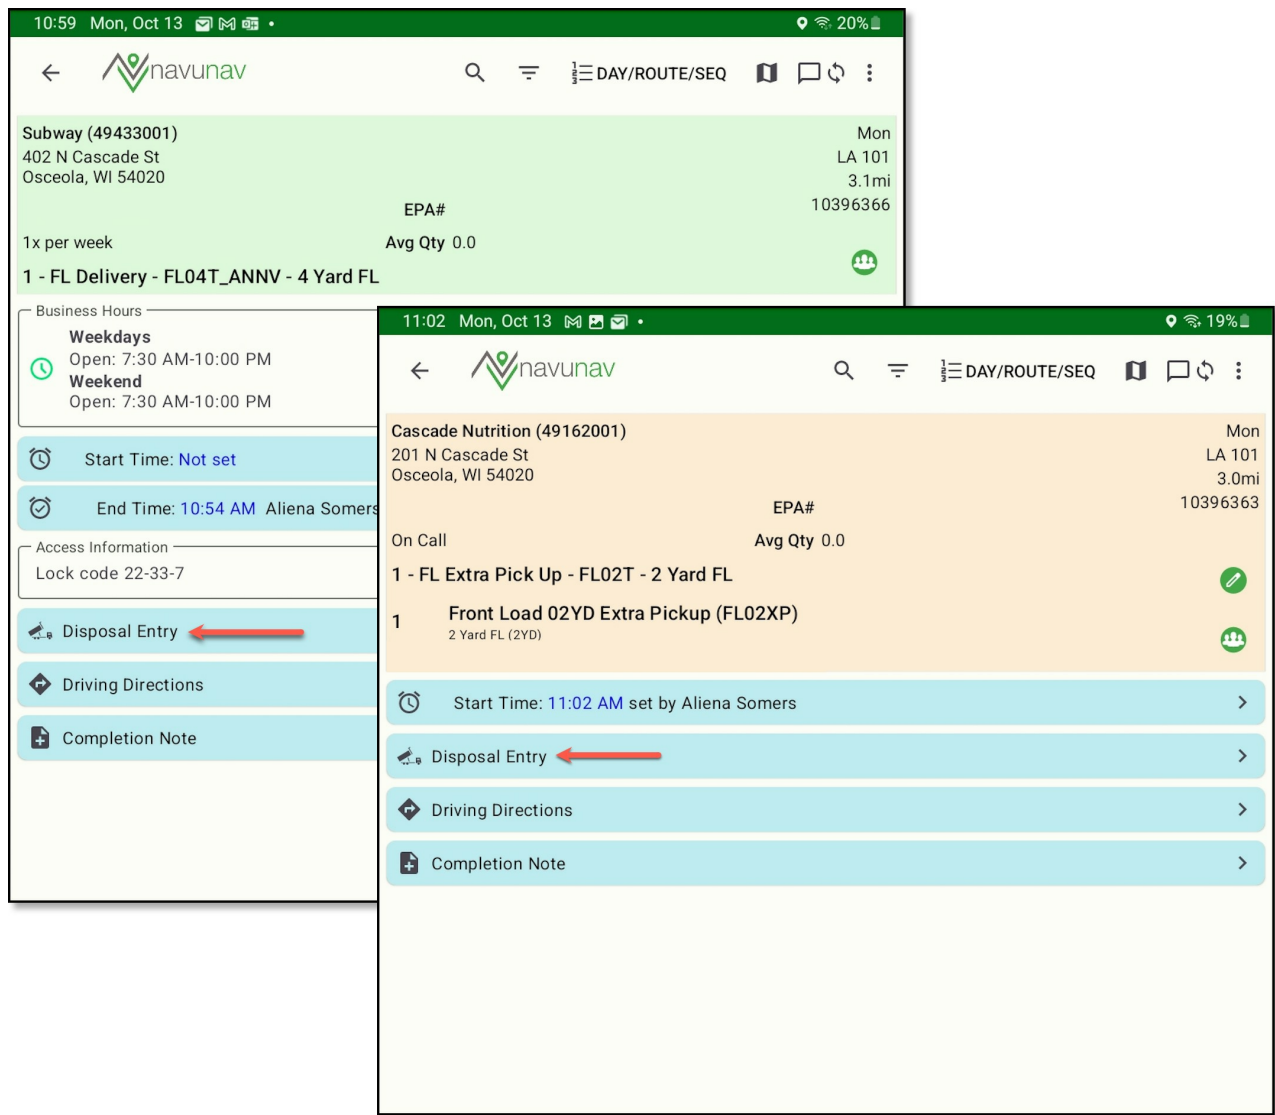 10:59 Mon, Oct 13 20%
navunav
DAY/ROUTE/SEQ
Subway (49433001) Mon
402 N Cascade St LA 101
Osceola, WI 54020 3.1mi
EPA# 10396366
1x per week Avg Qty 0.0
1 - FL Delivery - FL04T_ANNV - 4 Yard FL
Business Hours
Weekdays
Open: 7:30 AM-10:00 PM
Weekend
Open: 7:30 AM-10:00 PM
Start Time: Not set
End Time: 10:54 AM Aliena Somers
Access Information
Lock code 22-33-7
Disposal Entry
Driving Directions
Completion Note
11:02 Mon, Oct 13 19%
navunav
DAY/ROUTE/SEQ
Cascade Nutrition (49162001) Mon
201 N Cascade St LA 101
Osceola, WI 54020 3.0mi
EPA# 10396363
On Call Avg Qty 0.0
1 - FL Extra Pick Up - FL02T - 2 Yard FL
1 Front Load 02YD Extra Pickup (FL02XP)
2 Yard FL (2YD)
Start Time: 11:02 AM set by Aliena Somers
Disposal Entry
Driving Directions
Completion Note